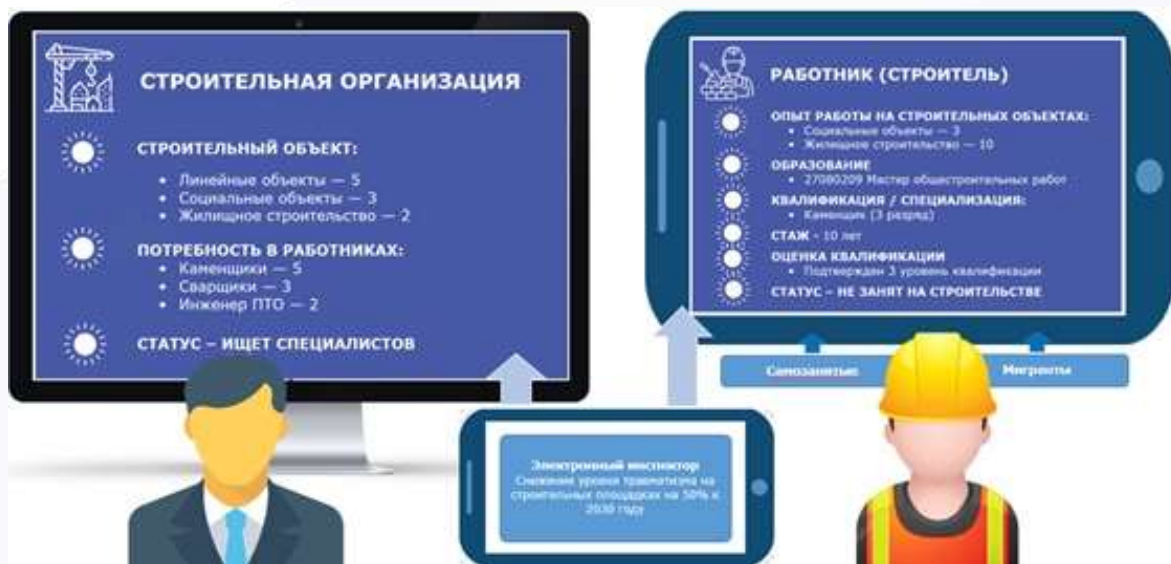 СТРОИТЕЛЬНАЯ ОРГАНИЗАЦИЯ
СТРОИТЕЛЬНЫЙ ОБЪЕКТ:
• Линейные объекты — 5
• Социальные объекты — 3
• Жилищное строительство — 2
ПОТРЕБНОСТЬ В РАБОТНИКАХ:
• Каменщики — 5
• Сварщики — 3
• Инженер ПТО — 2
СТАТУС – ИЩЕТ СПЕЦИАЛИСТОВ
РАБОТНИК (СТРОИТЕЛЬ)
ОПЫТ РАБОТЫ НА СТРОИТЕЛЬНЫХ ОБЪЕКТАХ:
• Социальные объекты — 3
• Жилищное строительство — 10
ОБРАЗОВАНИЕ
• 27080209 Мастер общестроительных работ
КВАЛИФИКАЦИЯ / СПЕЦИАЛИЗАЦИЯ:
• Каменщик (3 разряд)
СТАЖ – 10 лет
ОЦЕНКА КВАЛИФИКАЦИИ
• Подтвержден 3 уровень квалификации
СТАТУС – НЕ ЗАНЯТ НА СТРОИТЕЛЬСТВЕ
Самозанятые
Мигранты
Электронный инспектор
Снижение уровня травматизма на
строительных площадках на 50% к
2030 году